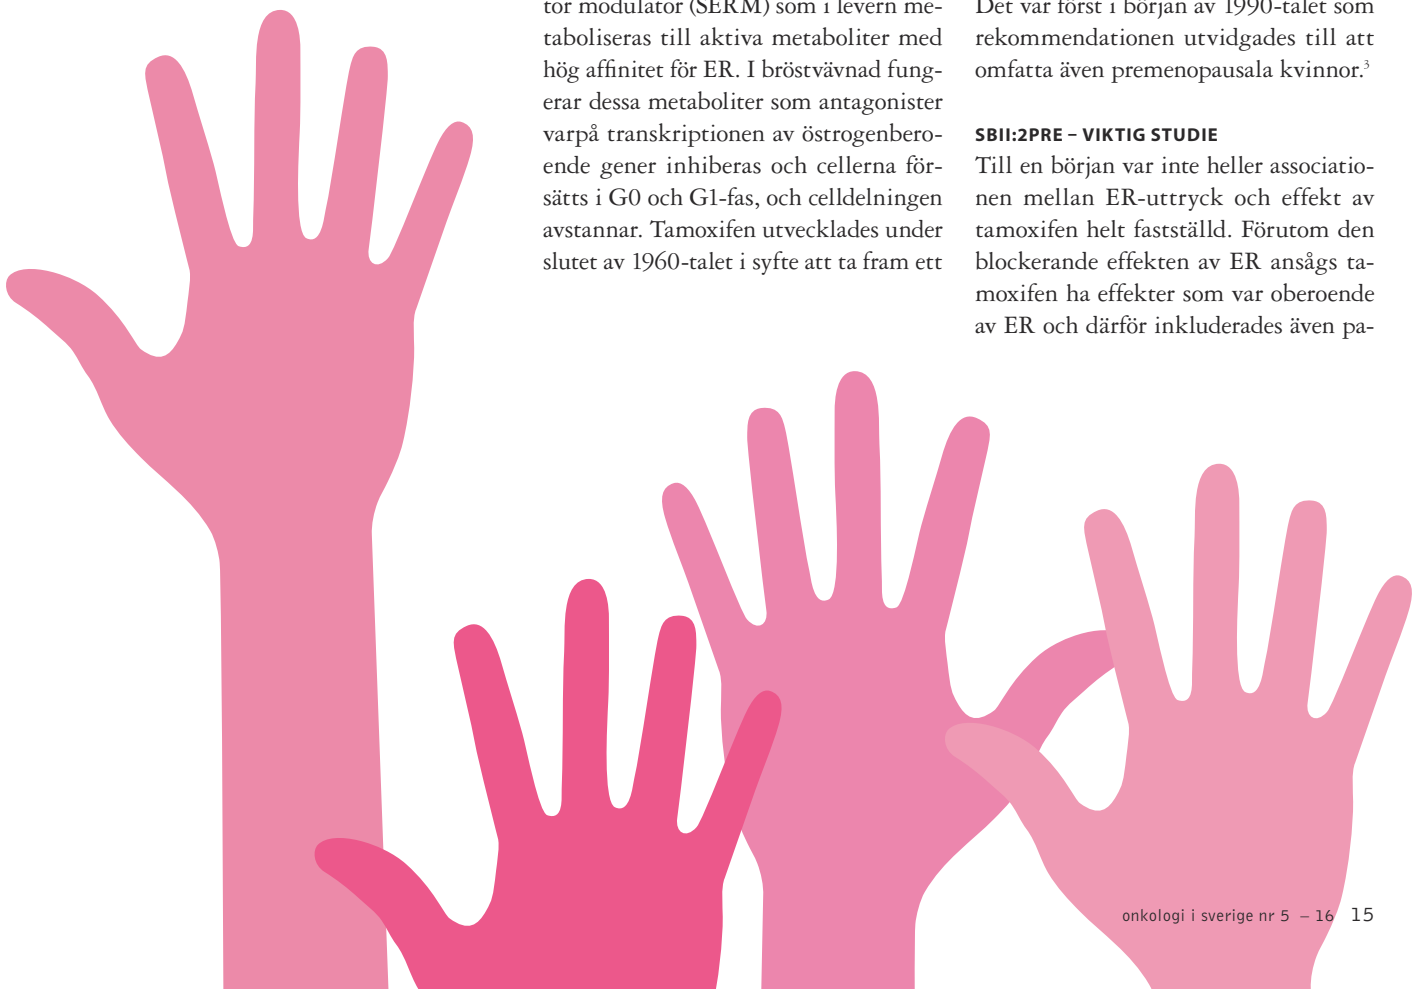 tor modulator (SERM) som i levern me-
taboliseras till aktiva metaboliter med
hög affinitet för ER. I bröstvävnad fung-
erar dessa metaboliter som antagonister
varpå transkriptionen av östrogenbero-
ende gener inhiberas och cellerna för-
sätts i G0 och G1-fas, och celldelningen
avstannar. Tamoxifen utvecklades under
slutet av 1960-talet i syfte att ta fram ett
Det var först i början av 1990-talet som
rekommendationen utvidgades till att
omfatta även premenopausala kvinnor.3
SBII:2PRE – VIKTIG STUDIE
Till en början var inte heller associatio-
nen mellan ER-uttryck och effekt av
tamoxifen helt fastställd. Förutom den
blockerande effekten av ER ansågs ta-
moxifen ha effekter som var oberoende
av ER och därför inkluderades även pa-
onkologi i sverige nr 5 – 16 15